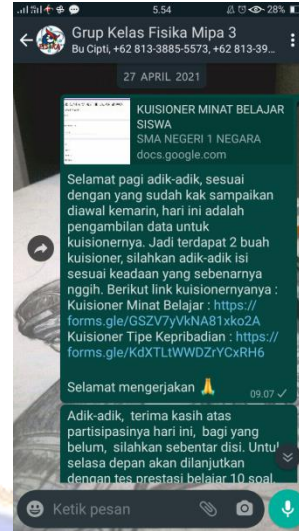 5.54
28%
Grup Kelas Fisika Mipa 3
Bu Cipti, +62 813-3885-5573, +62 813-39...
27 APRIL 2021
KUISIONER MINAT BELAJAR
SISWA
SMA NEGERI 1 NEGARA
docs.google.com
Selamat pagi adik-adik, sesuai
dengan yang sudah kak sampaikan
diawal kemarin, hari ini adalah
pengambilan data untuk
kuisionernya. Jadi terdapat 2 buah
kuisioner, silahkan adik-adik isi
sesuai keadaan yang sebenarnya
nggih. Berikut link kuisionernyanya :
Kuisioner Minat Belajar : https://
forms.gle/GSZV7yVkNA81xko2A
Kuisioner Tipe Kepribadian : https://
forms.gle/KdXTLtWWDZrYCxRH6
Selamat mengerjakan 🙏
09.07
Adik-adik, terima kasih atas
partisipasinya hari ini, bagi yang
belum, silahkan sebentar disi. Untuk
selasa depan akan dilanjutkan
dengan tes prestasi belajar 10 soal.
Ketik pesan